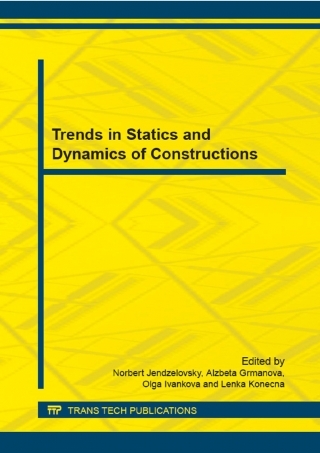 Trends in Statics and
Dynamics of Constructions
Edited by
Norbert Jendzelovsky, Alzbeta Grmanova,
Olga Ivankova and Lenka Konecna
TTP TRANS TECH PUBLICATIONS